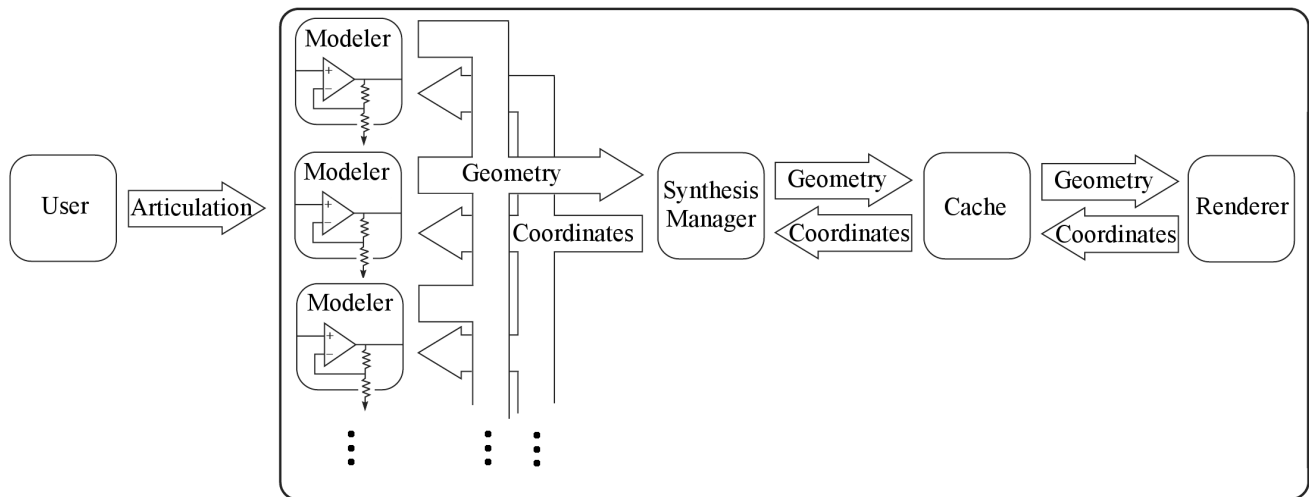 Modeler
+
−
Modeler
+
−
Modeler
+
−
User
Articulation
Geometry
Coordinates
Synthesis
Manager
Geometry
Coordinates
Cache
Geometry
Coordinates
Renderer